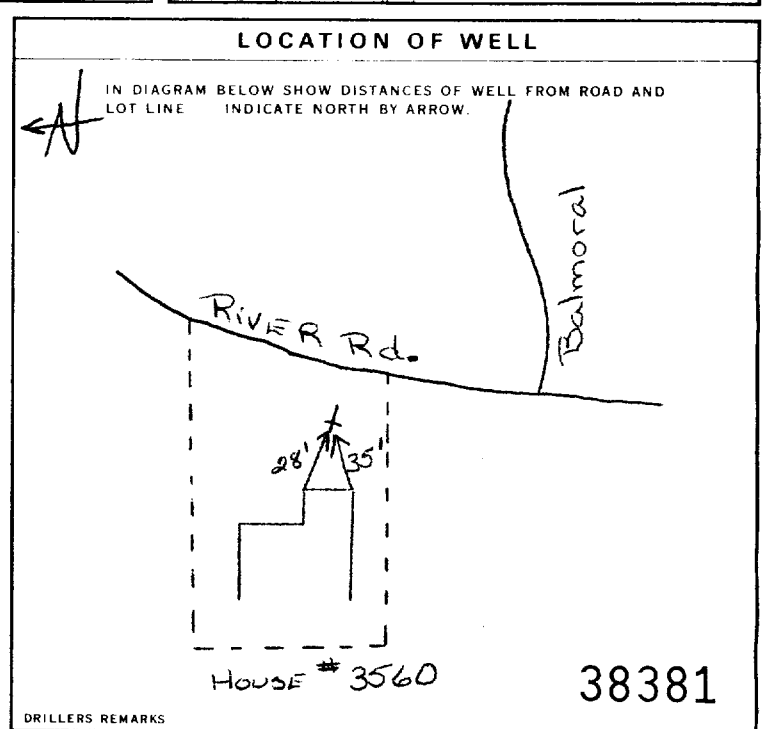 LOCATION OF WELL
IN DIAGRAM BELOW SHOW DISTANCES OF WELL FROM ROAD AND
LOT LINE INDICATE NORTH BY ARROW.
N
Balmoral
RIVER Rd.
28' 35'
HOUSE # 3560
38381
DRILLERS REMARKS